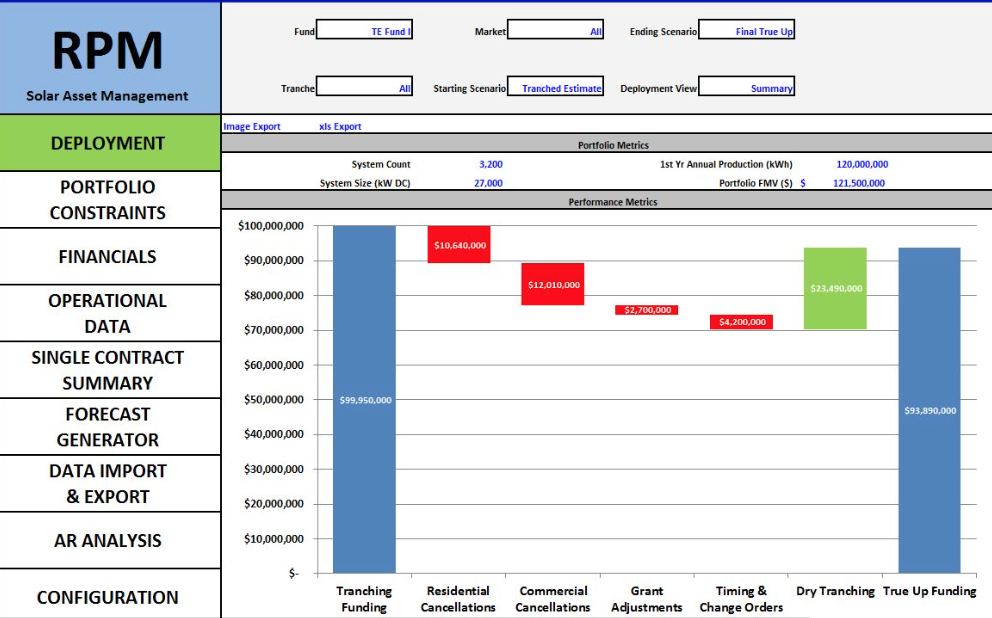 RPM
Solar Asset Management
Fund TE Fund I Market All Ending Scenario Final True Up
Tranche All Starting Scenario Tranched Estimate Deployment View Summary
DEPLOYMENT
PORTFOLIO
CONSTRAINTS
FINANCIALS
OPERATIONAL
DATA
SINGLE CONTRACT
SUMMARY
FORECAST
GENERATOR
DATA IMPORT
& EXPORT
AR ANALYSIS
CONFIGURATION
Image Export xls Export
Portfolio Metrics
System Count 3,200 1st Yr Annual Production (kWh) 120,000,000
System Size (kW DC) 27,000 Portfolio FMV ($) $ 121,500,000
Performance Metrics
$100,000,000
$90,000,000
$80,000,000
$70,000,000
$60,000,000
$50,000,000
$40,000,000
$30,000,000
$20,000,000
$10,000,000
$-
$99,950,000
$10,640,000
$12,010,000
$2,700,000
$4,200,000
$23,490,000
$93,890,000
Tranching
Funding
Residential
Cancellations
Commercial
Cancellations
Grant
Adjustments
Timing &
Change Orders
Dry Tranching
True Up Funding